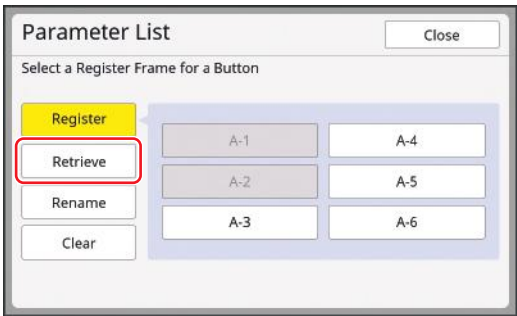 Parameter List
Close
Select a Register Frame for a Button
Register
A-1
A-4
Retrieve
A-2
A-5
Rename
A-3
A-6
Clear